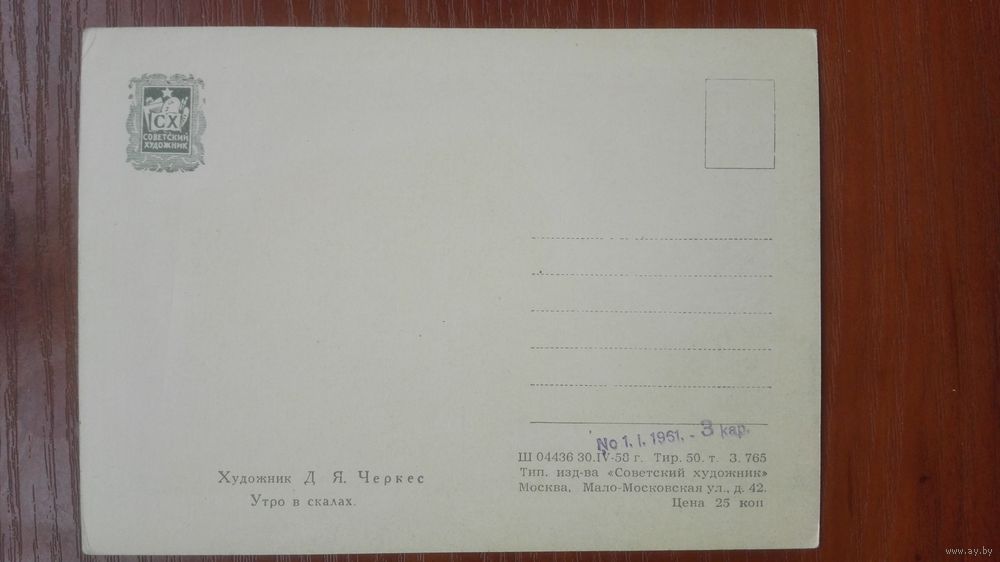 СХ
СОВЕТСКИЙ
ХУДОЖНИК
No 1. I. 1961. - 3 кар.
Ш 04436 30.IV-58 г. Тир. 50. т. З. 765
Тип. изд-ва «Советский художник»
Москва, Мало-Московская ул., д. 42.
Цена 25 коп
Художник Д. Я. Черкес
Утро в скалах.
www.ay.by